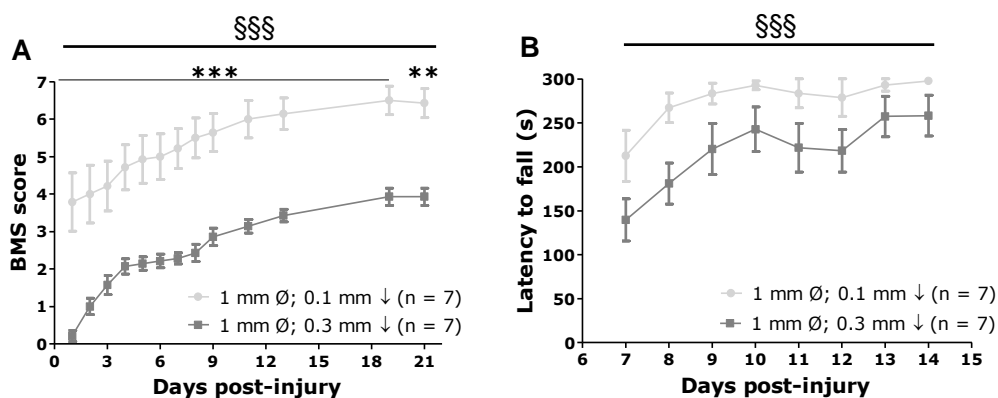 §§§
A
***
**
7
6
5
4
3
2
1
0
BMS score
1 mm Ø; 0.1 mm ↓ (n = 7)
1 mm Ø; 0.3 mm ↓ (n = 7)
0 3 6 9 12 15 18 21
Days post-injury
§§§
B
300
250
200
150
100
50
0
Latency to fall (s)
1 mm Ø; 0.1 mm ↓ (n = 7)
1 mm Ø; 0.3 mm ↓ (n = 7)
6 7 8 9 10 11 12 13 14 15
Days post-injury